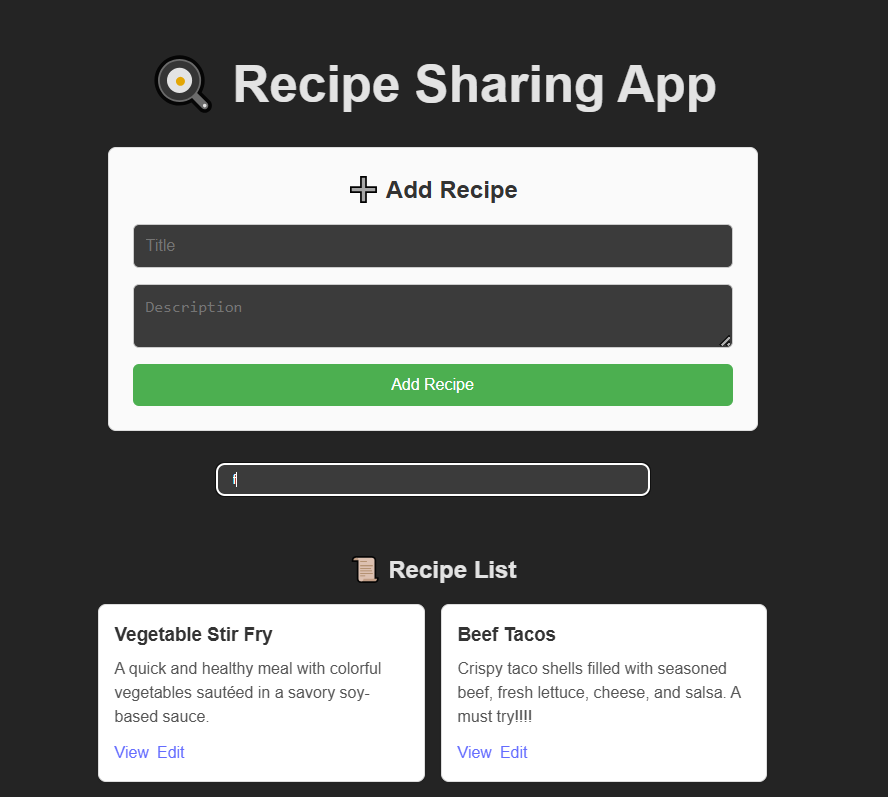 Recipe Sharing App
Add Recipe
Title
Description
Add Recipe
f
Recipe List
Vegetable Stir Fry
A quick and healthy meal with colorful
vegetables sautéed in a savory soy-
based sauce.
View Edit
Beef Tacos
Crispy taco shells filled with seasoned
beef, fresh lettuce, cheese, and salsa. A
must try!!!!
View Edit